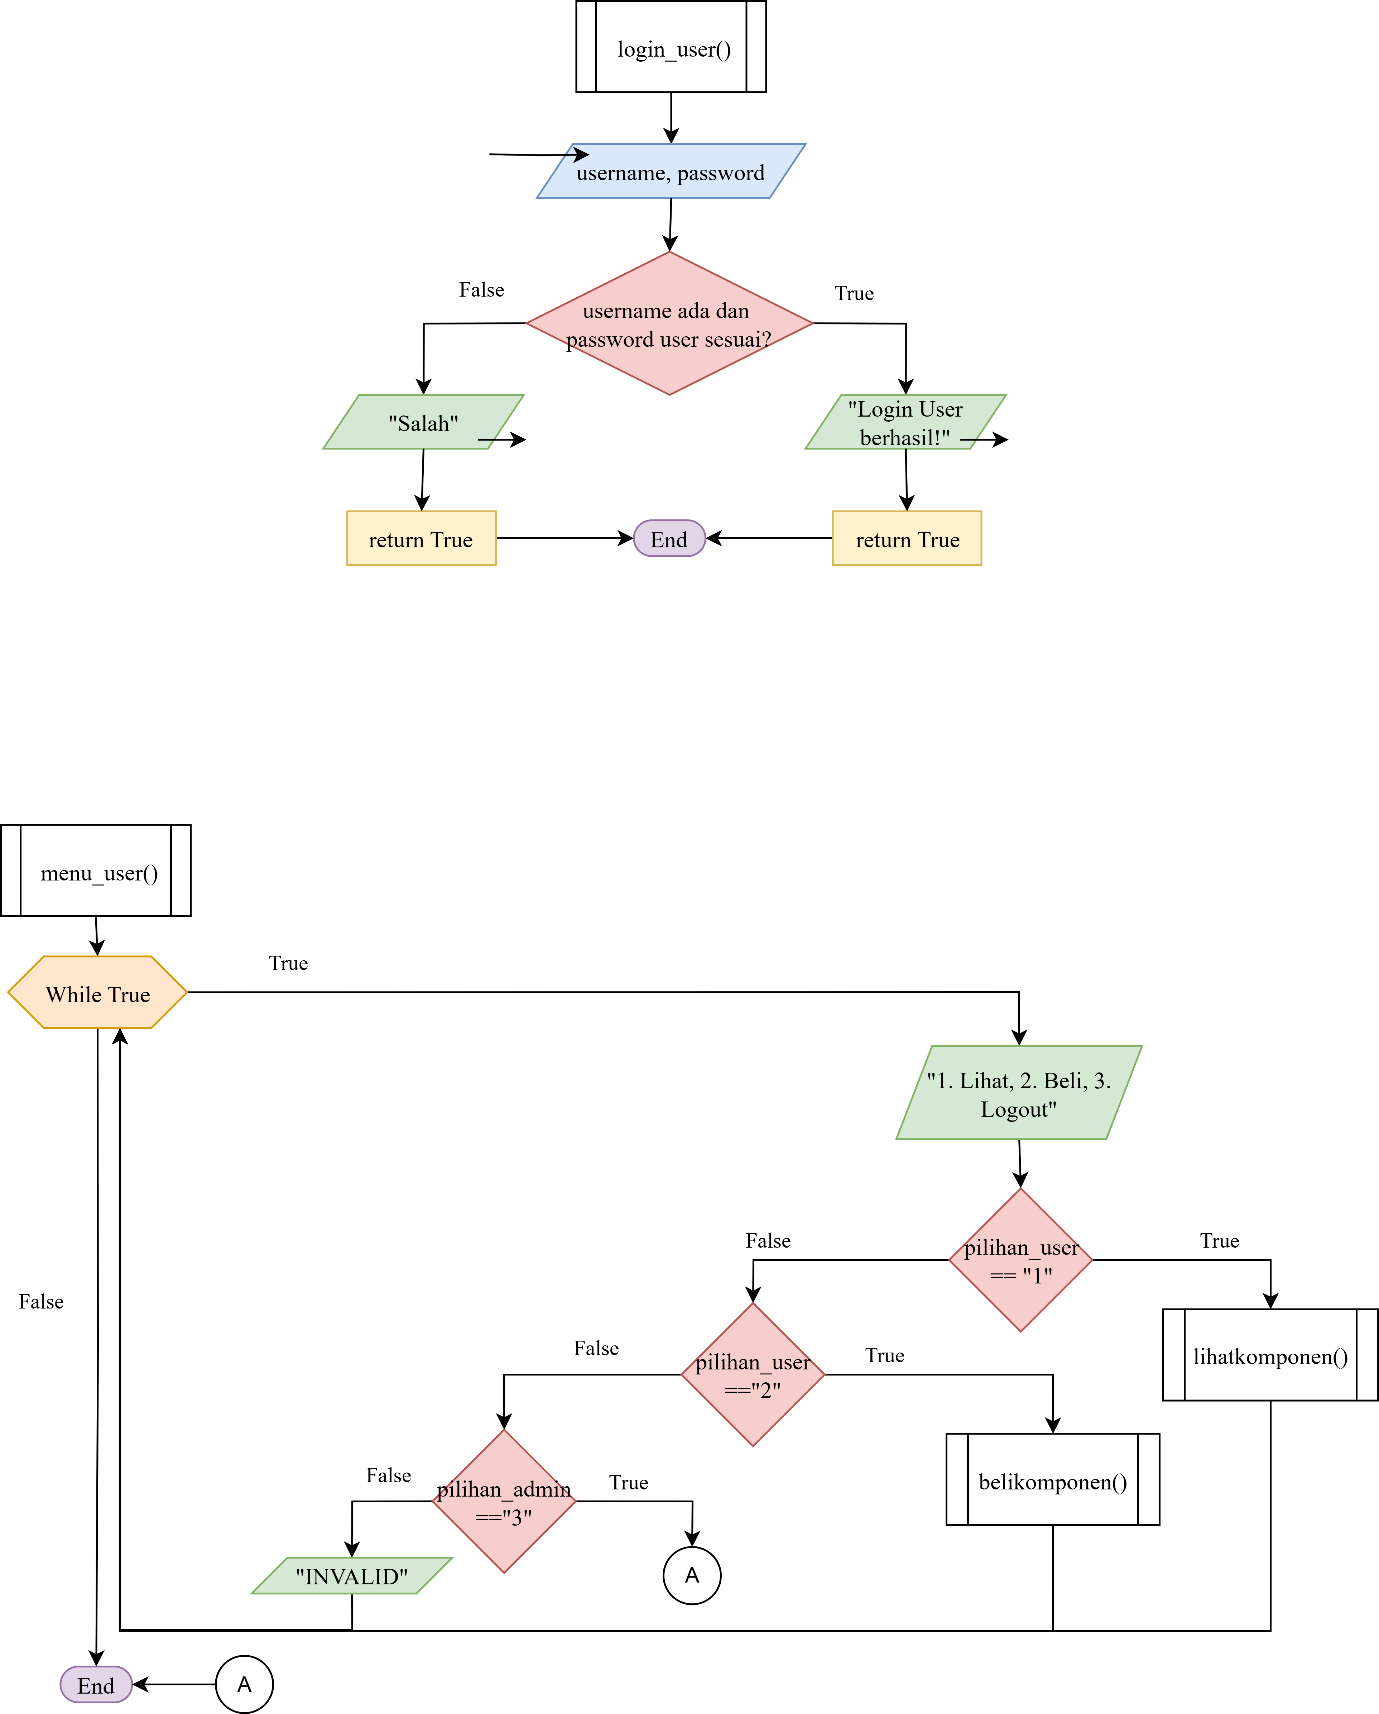 login_user()
username, password
False
True
username ada dan
password user sesuai?
"Salah"
"Login User
berhasil!"
return True
End
return True
menu_user()
True
While True
"1. Lihat, 2. Beli, 3.
Logout"
False
True
pilihan_user
== "1"
False
False
True
lihatkomponen()
pilihan_user
=="2"
False
True
belikomponen()
pilihan_admin
=="3"
"INVALID"
A
End
A